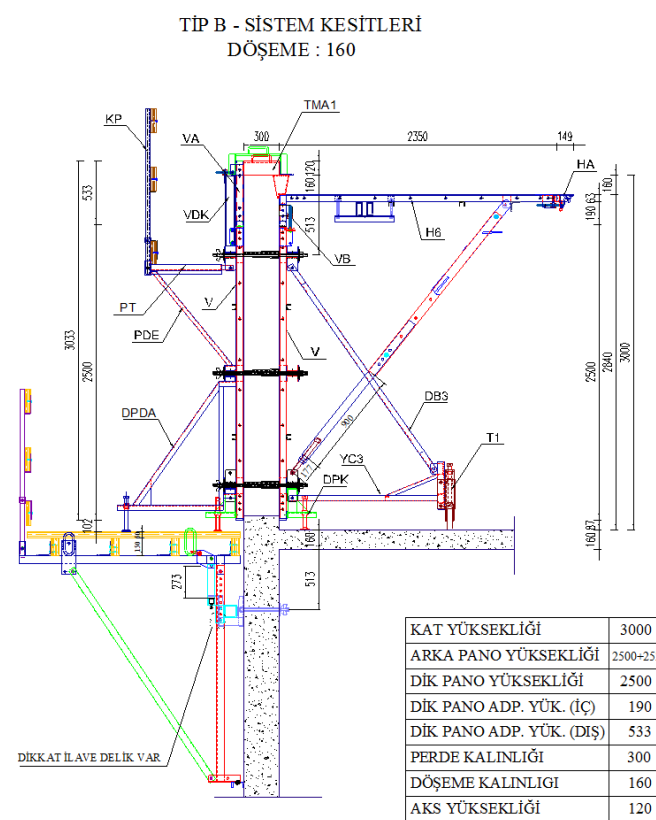 TİP B - SİSTEM KESİTLERİ
DÖŞEME : 160
TMA1
KP
300
2350
149
VA
HA
533
160 120
160
VDK
513
190 63
H6
VB
PT
V
PDE
V
3033
2500
2500
2840
3000
DPDA
DB3
900
T1
YC3
177
DPK
102
160
160 37
273
513
DİKKAT İLAVE DELİK VAR
KAT YÜKSEKLİĞİ 3000
ARKA PANO YÜKSEKLİĞİ 2500+25
DİK PANO YÜKSEKLİĞİ 2500
DİK PANO ADP. YÜK. (İÇ) 190
DİK PANO ADP. YÜK. (DIŞ) 533
PERDE KALINLIĞI 300
DÖŞEME KALINLIGI 160
AKS YÜKSEKLİĞİ 120